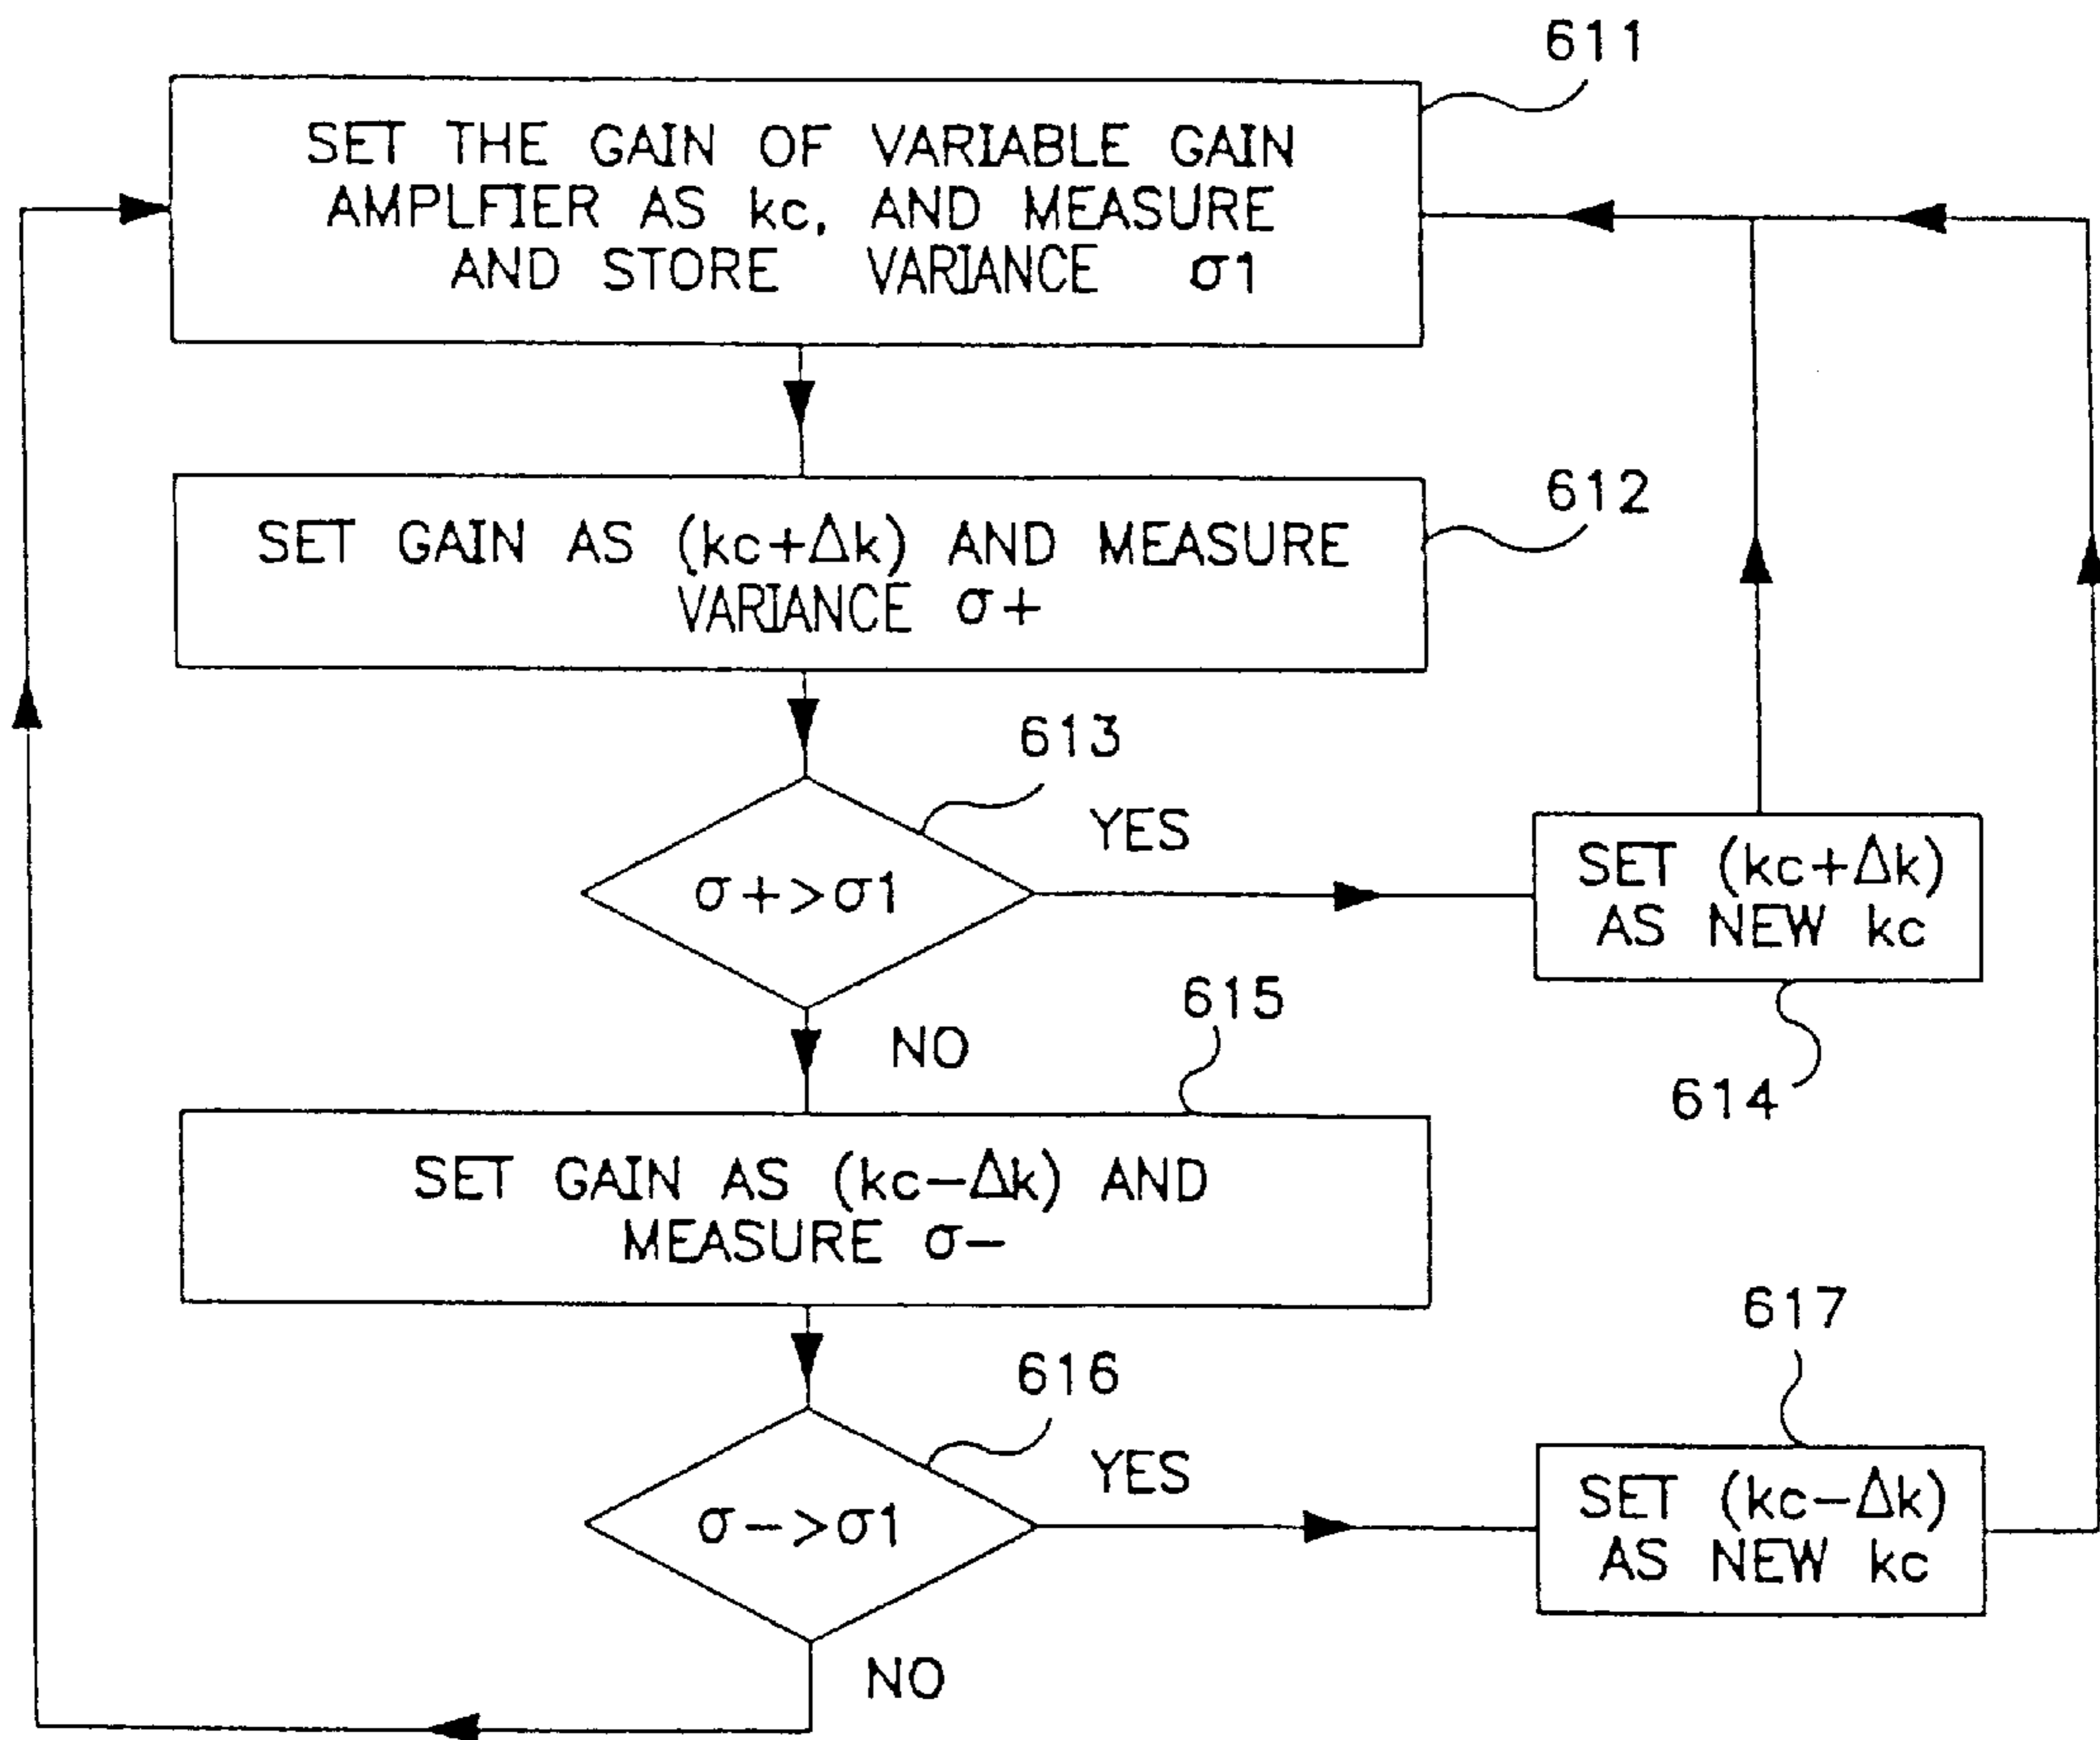 611
SET THE GAIN OF VARIABLE GAIN
AMPLFIER AS kc, AND MEASURE
AND STORE VARIANCE σ1
612
SET GAIN AS (kc+Δk) AND MEASURE
VARIANCE σ+
613
YES
σ+>σ1
SET (kc+Δk)
AS NEW kc
614
NO
615
SET GAIN AS (kc−Δk) AND
MEASURE σ−
616
617
YES
σ−>σ1
SET (kc−Δk)
AS NEW kc
NO